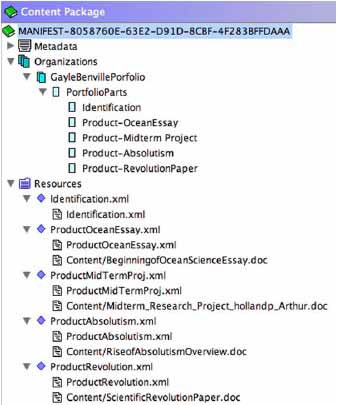 Content Package
MANIFEST-8058760E-63E2-D91D-8CBF-4F283BFFDAAA
Metadata
Organizations
GayleBenvillePorfolio
PortfolioParts
Identification
Product-OceanEssay
Product-Midterm Project
Product-Absolutism
Product-RevolutionPaper
Resources
Identification.xml
Identification.xml
ProductOceanEssay.xml
ProductOceanEssay.xml
Content/BeginningofOceanScienceEssay.doc
ProductMidTermProj.xml
ProductMidTermProj.xml
Content/Midterm_Research_Project_hollandp_Arthur.doc
ProductAbsolutism.xml
ProductAbsolutism.xml
Content/RiseofAbsolutismOverview.doc
ProductRevolution.xml
ProductRevolution.xml
Content/ScientificRevolutionPaper.doc